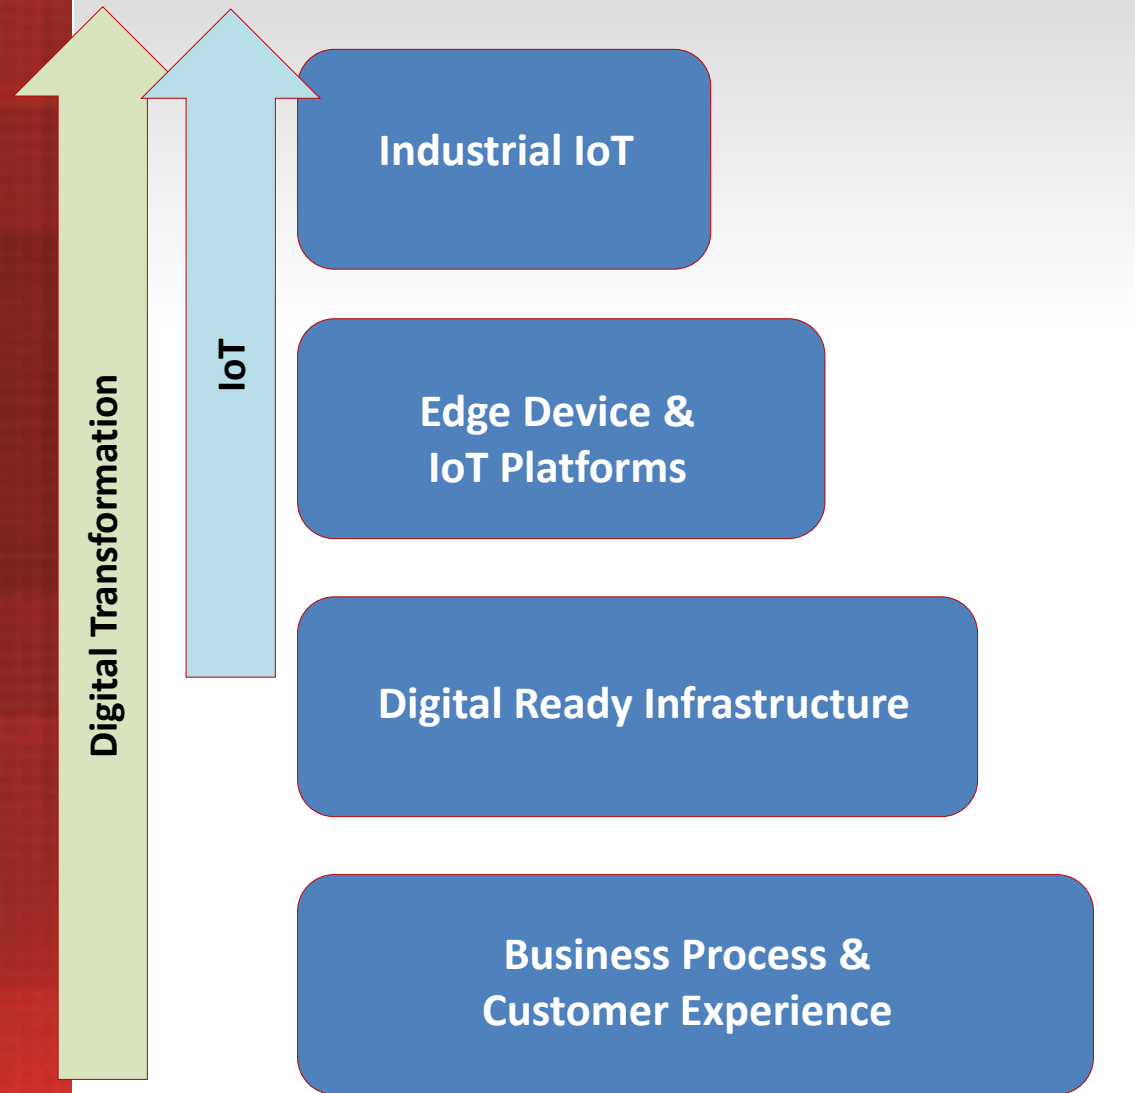 Digital Transformation
IoT
Industrial IoT
Edge Device &
IoT Platforms
Digital Ready Infrastructure
Business Process &
Customer Experience